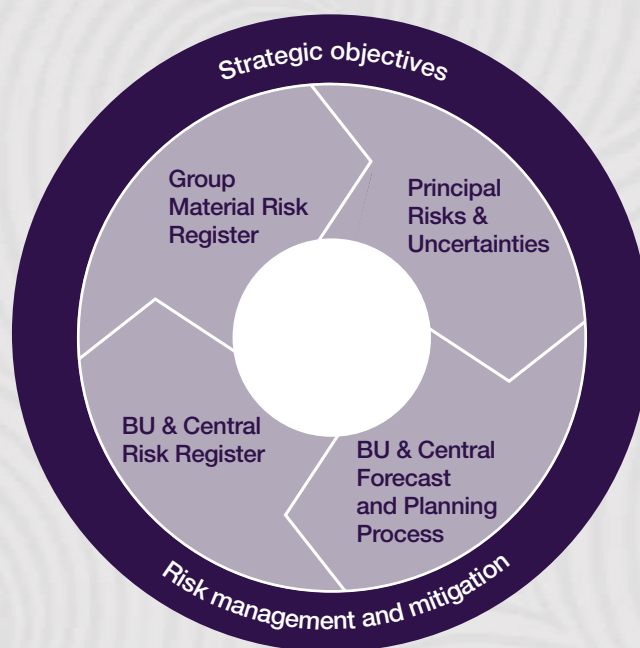 Strategic objectives
Group
Material Risk
Register
Principal
Risks &
Uncertainties
BU & Central
Risk Register
BU & Central
Forecast
and Planning
Process
Risk management and mitigation